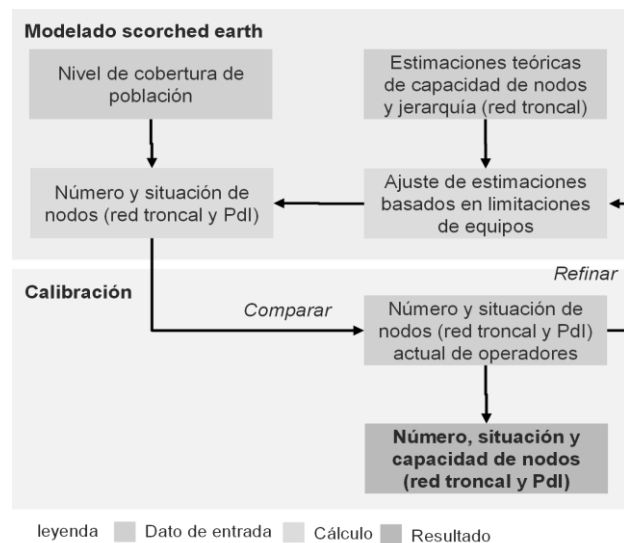 Modelado scorched earth
Nivel de cobertura de
población
Estimaciones teóricas
de capacidad de nodos
y jerarquía (red troncal)
Número y situación de
nodos (red troncal y PdI)
Ajuste de estimaciones
basados en limitaciones
de equipos
Refinar
Calibración
Comparar
Número y situación de
nodos (red troncal y PdI)
actual de operadores
Número, situación y
capacidad de nodos
(red troncal y PdI)
leyenda Dato de entrada Cálculo Resultado